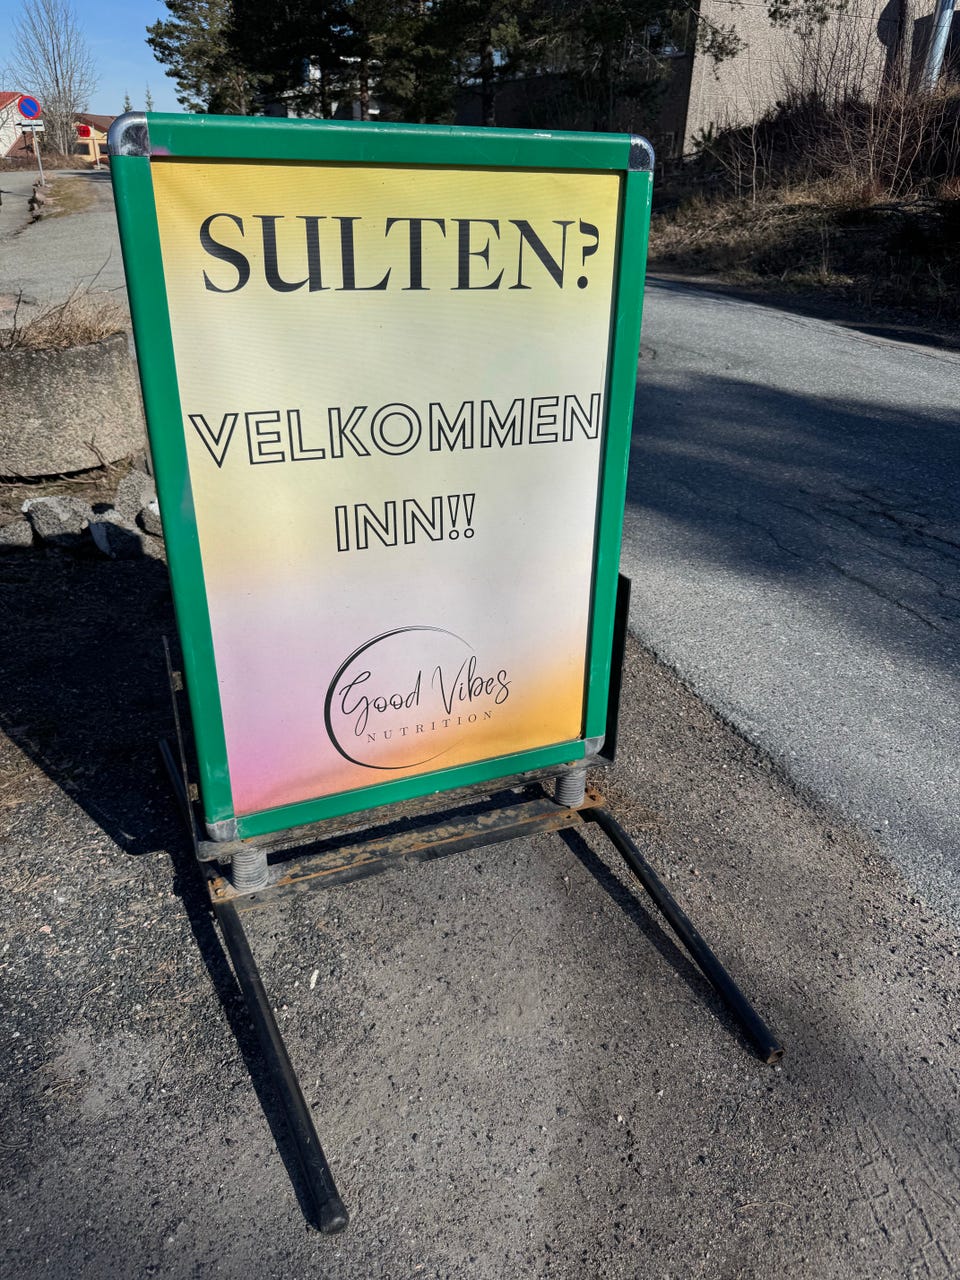 SULTEN?
VELKOMMEN
INN!!
Good Vibes
NUTRITION